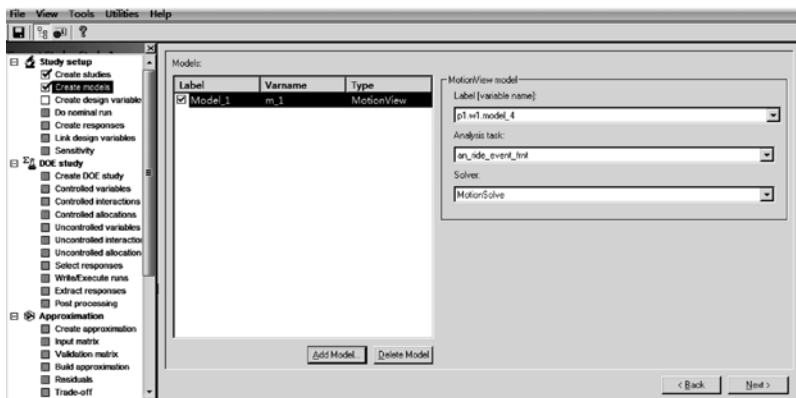 File View Tools Utilities Help
Study setup
Create studies
Create models
Create design variable
Do nominal run
Create responses
Link design variables
Sensitivity
DOE study
Create DOE study
Controlled variables
Controlled interactions
Controlled allocations
Uncontrolled variables
Uncontrolled interactio
Uncontrolled allocation
Select responses
Write/Execute runs
Extract responses
Post processing
Approximation
Create approximation
Input matrix
Validation matrix
Build approximation
Residuals
Trade-off
Models:
Label Varname Type
Model_1 m_1 MotionView
Add Model... Delete Model
MotionView model
Label [variable name]:
p1.w1.model_4
Analysis task:
an_ride_event_frnt
Solver:
MotionSolve
< Back Next >